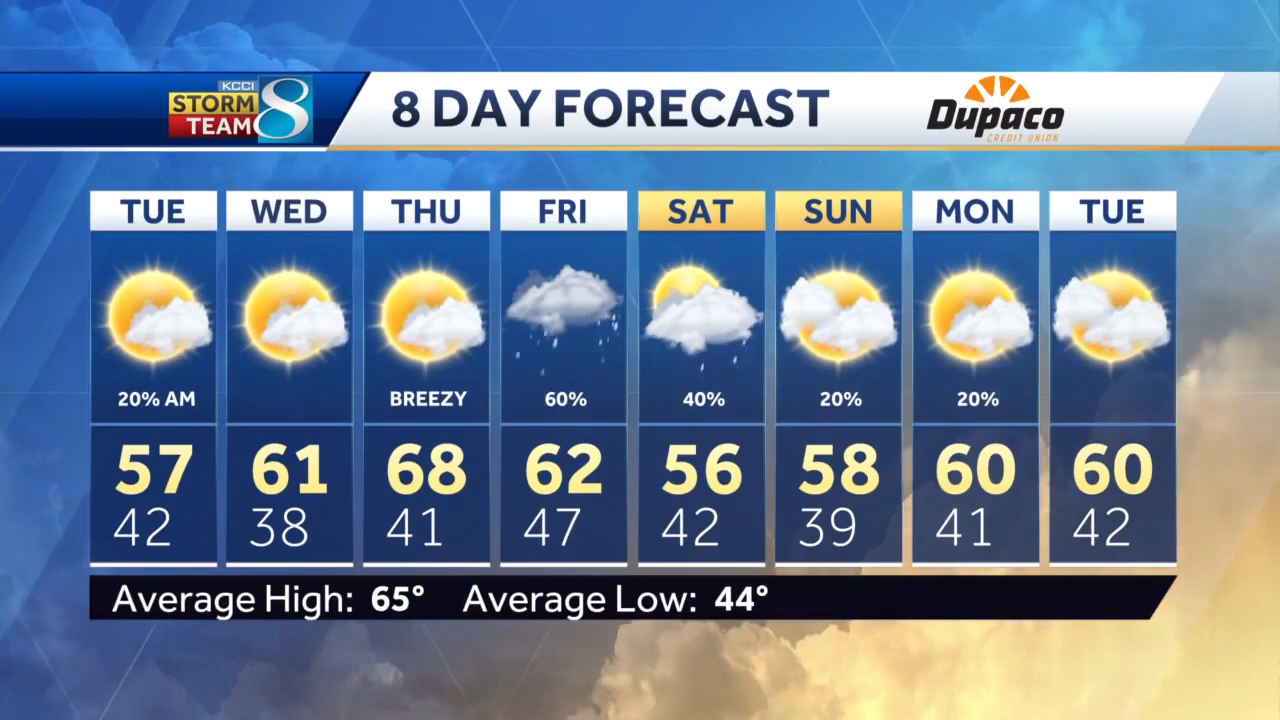 KCCI
STORM
TEAM
8
8 DAY FORECAST
Dupaco
CREDIT UNION
TUE WED THU FRI SAT SUN MON TUE
20% AM BREEZY 60% 40% 20% 20%
57 61 68 62 56 58 60 60
42 38 41 47 42 39 41 42
Average High: 65° Average Low: 44°